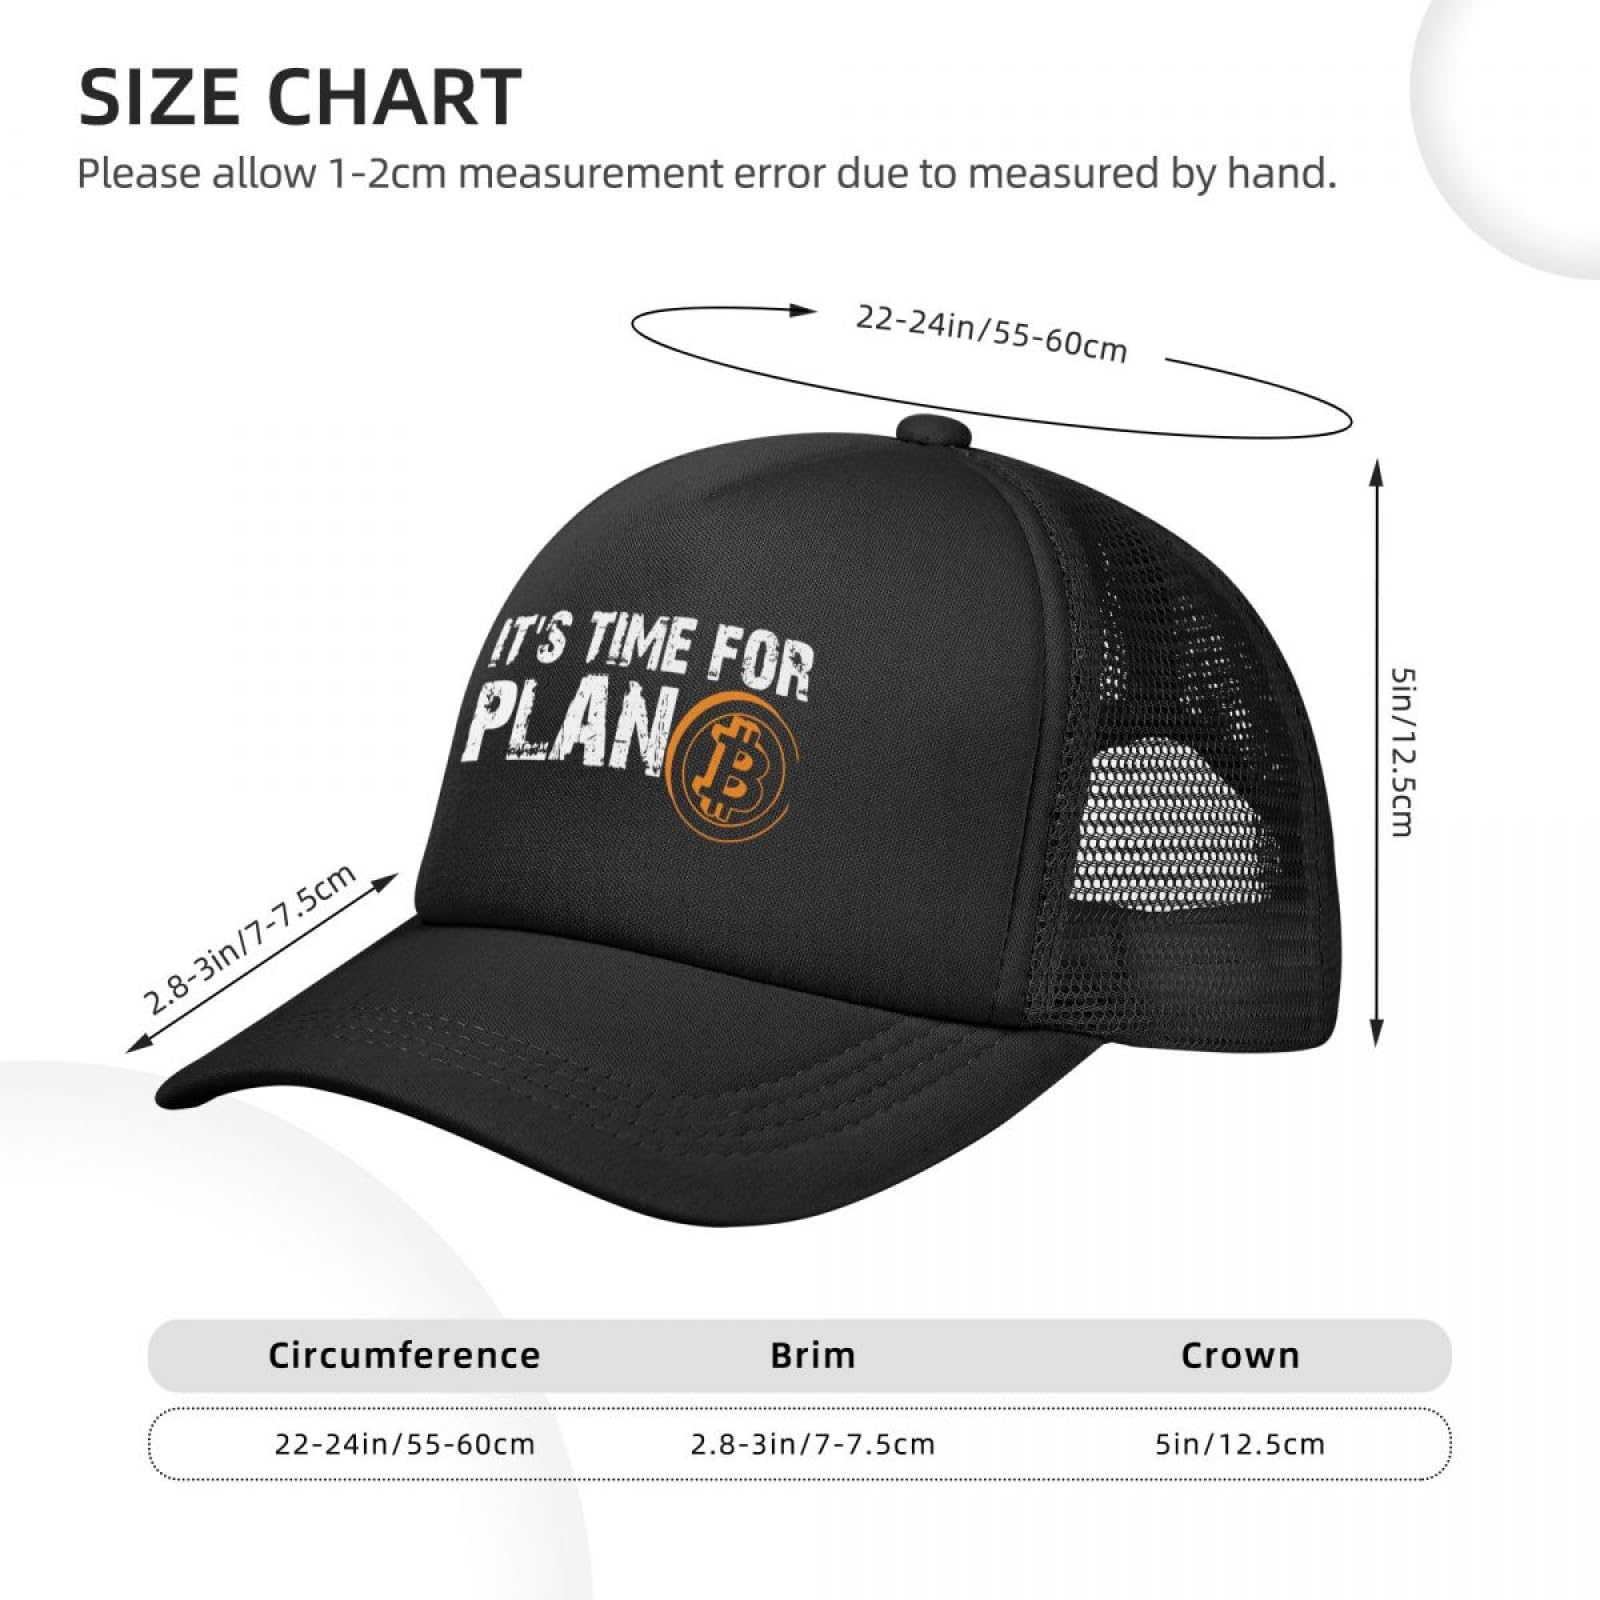 SIZE CHART
Please allow 1-2cm measurement error due to measured by hand.
22-24in/55-60cm
5in/12.5cm
IT'S TIME FOR
PLAN
B
2.8-3in/7-7.5cm
Circumference Brim Crown
22-24in/55-60cm 2.8-3in/7-7.5cm 5in/12.5cm